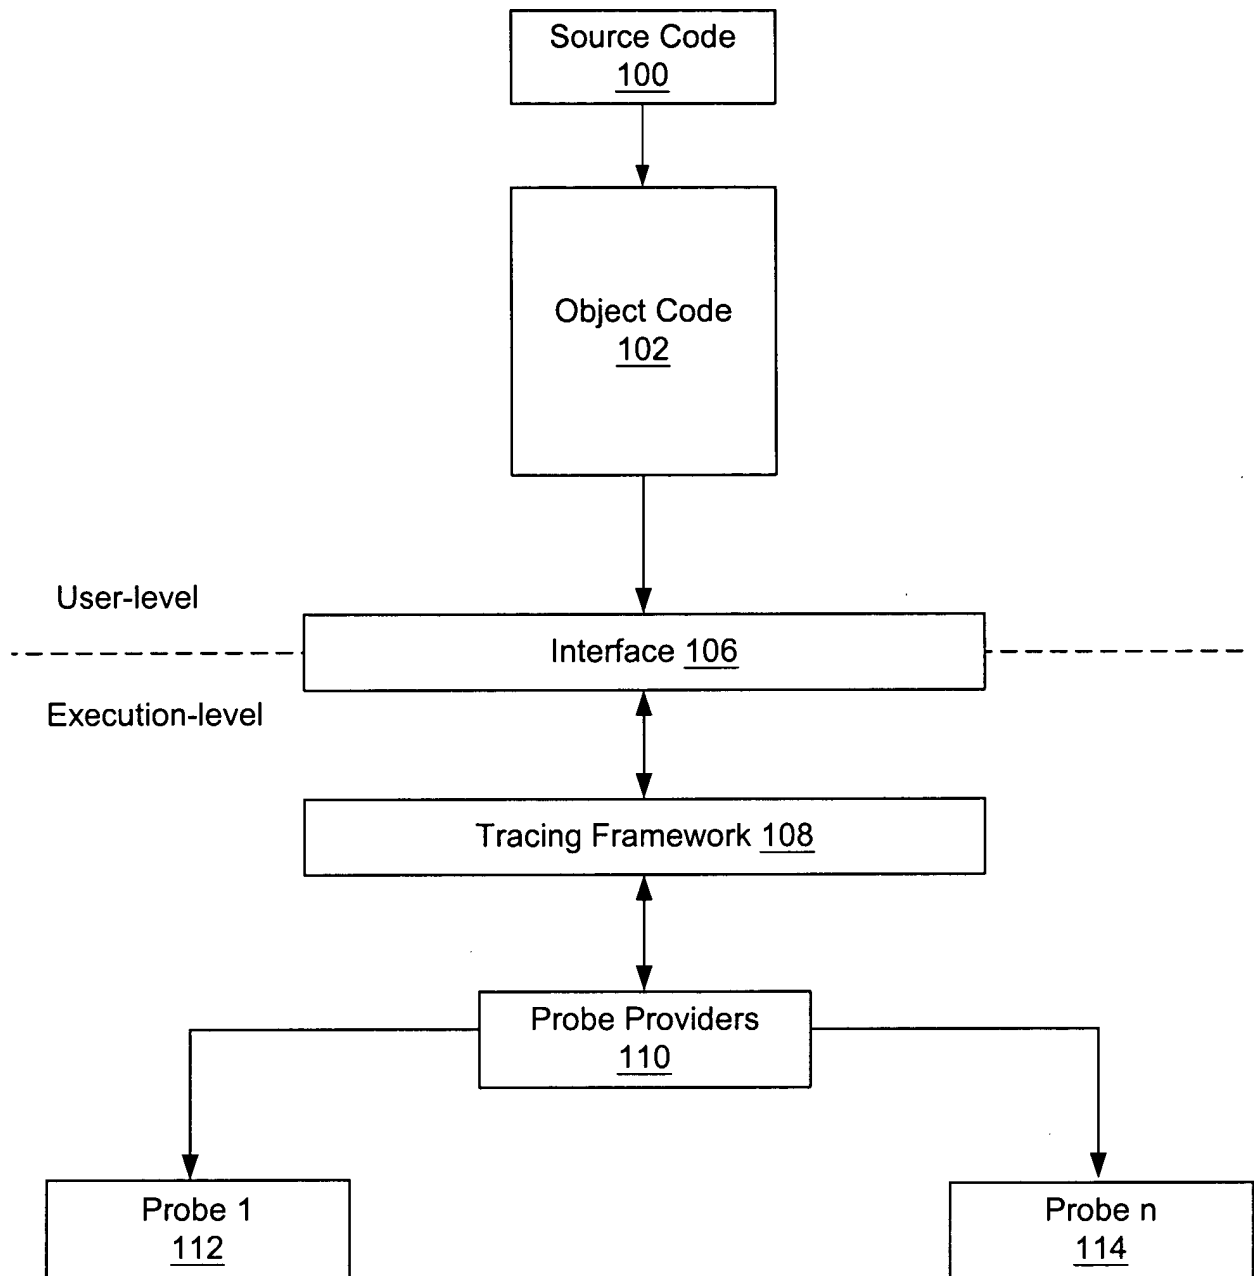 Source Code
100
Object Code
102
User-level
Interface 106
Execution-level
Tracing Framework 108
Probe Providers
110
Probe 1
112
Probe n
114